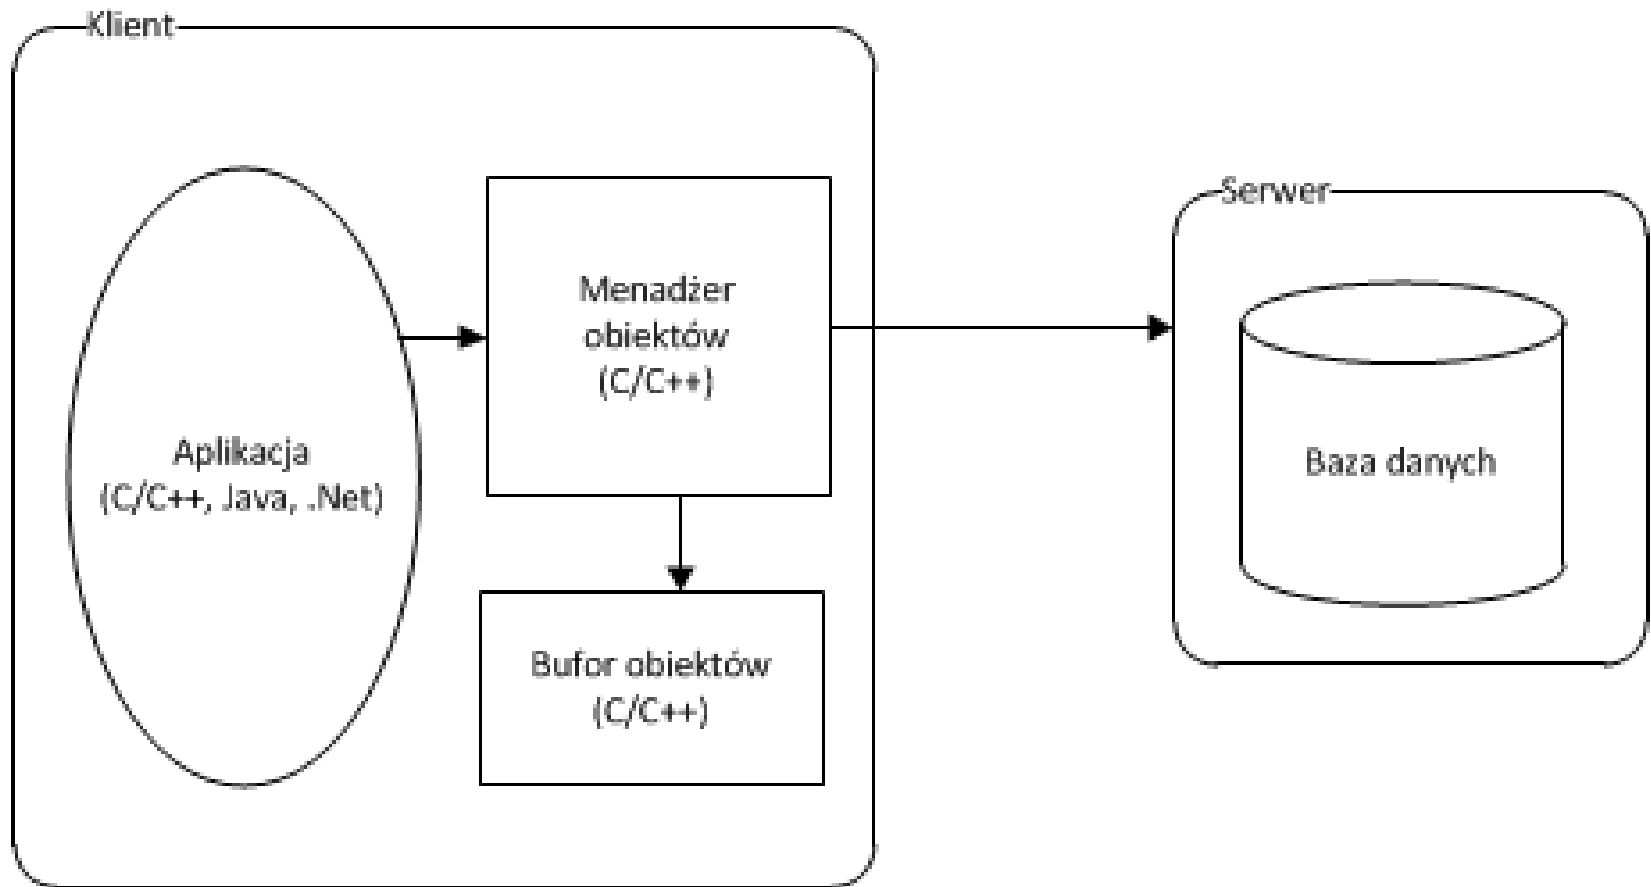 Klient
Serwer
Menadżer
obiektów
(C/C++)
Aplikacja
(C/C++, Java, .Net)
Baza danych
Bufor obiektów
(C/C++)